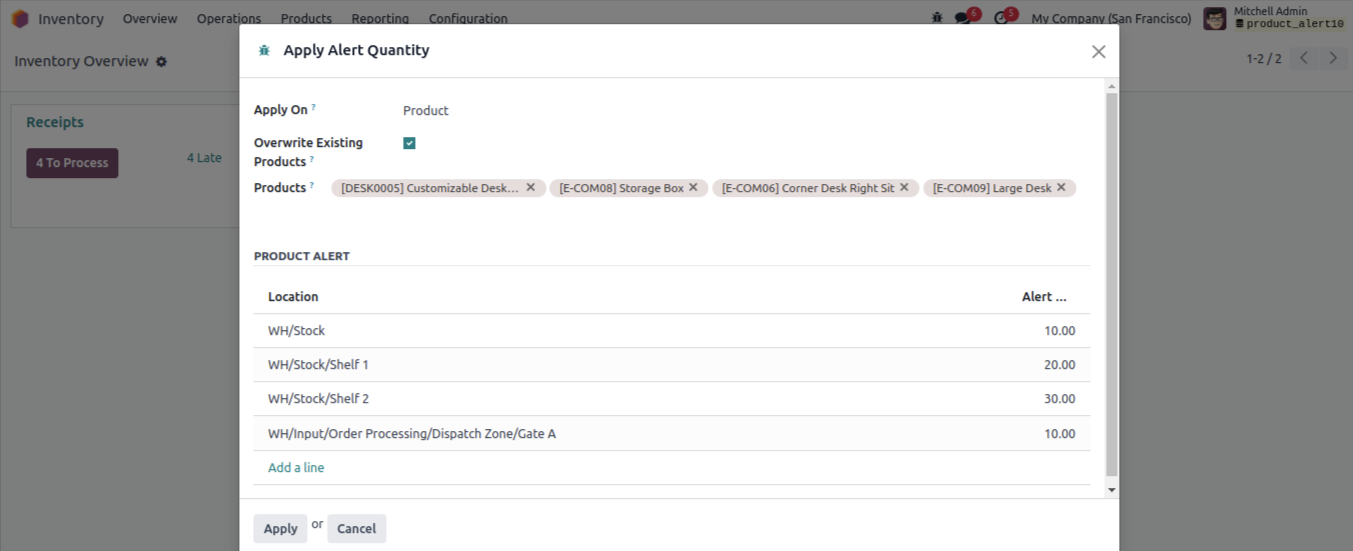 Inventory Overview Operations Products Reporting Configuration 6 5 My Company (San Francisco) Mitchell Admin
product_alert10
Inventory Overview 1-2 / 2
Apply Alert Quantity
Receipts
4 To Process 4 Late
Apply On ? Product
Overwrite Existing
Products ?
Products ? [DESK0005] Customizable Desk... [E-COM08] Storage Box [E-COM06] Corner Desk Right Sit [E-COM09] Large Desk
PRODUCT ALERT
Location Alert ...
WH/Stock 10.00
WH/Stock/Shelf 1 20.00
WH/Stock/Shelf 2 30.00
WH/Input/Order Processing/Dispatch Zone/Gate A 10.00
Add a line
Apply or Cancel